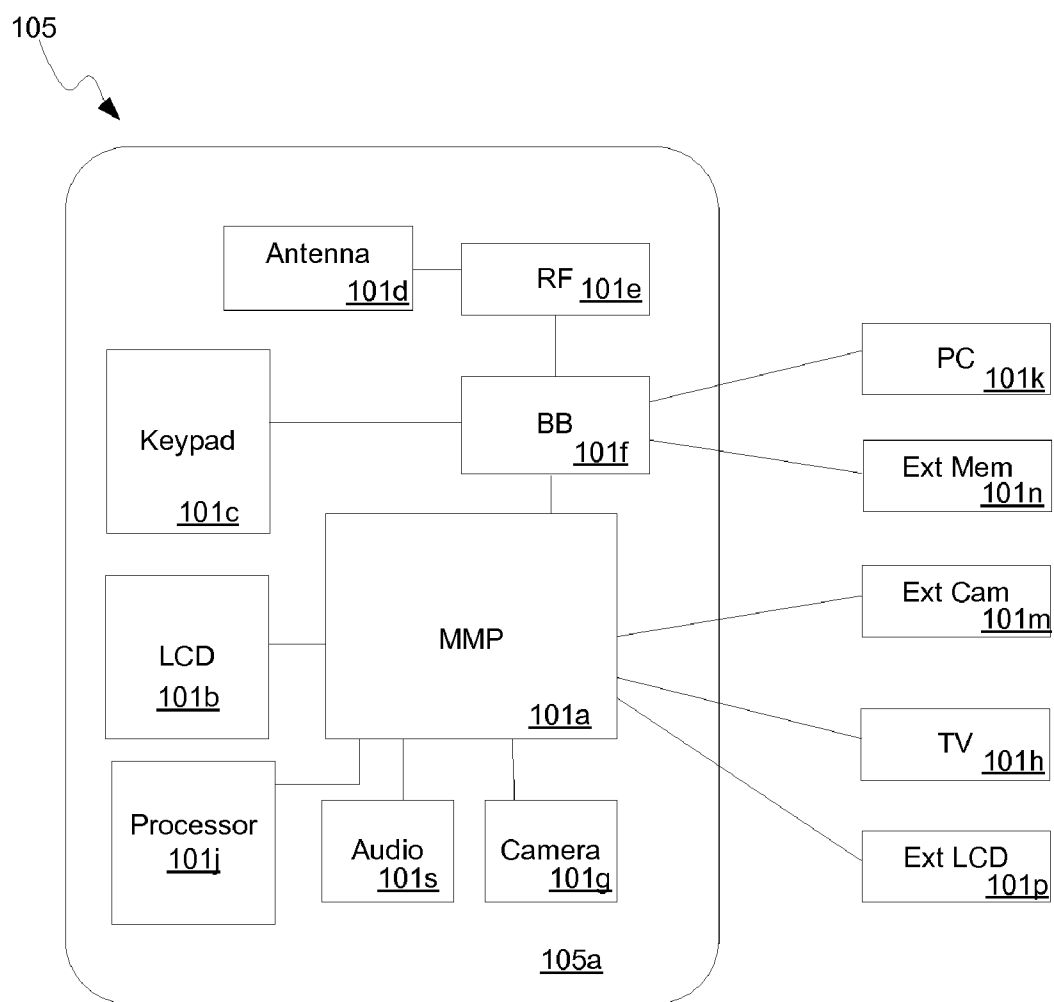 105
Antenna
101d
RF
101e
PC
101k
Keypad
101c
BB
101f
Ext Mem
101n
Ext Cam
101m
LCD
101b
MMP
101a
TV
101h
Processor
101j
Audio
101s
Camera
101g
Ext LCD
101p
105a